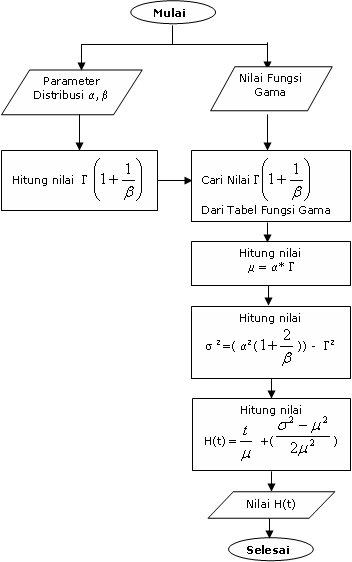 Mulai
Parameter
Distribusi α, β
Nilai Fungsi
Gama
Hitung nilai Γ (1 + 1/β)
Cari Nilai Γ (1 + 1/β)
Dari Tabel Fungsi Gama
Hitung nilai
μ = α* Γ
Hitung nilai
σ ² =( α² (1 + 2/β )) - Γ²
Hitung nilai
H(t) = t/μ +( (σ² − μ²)/(2μ²) )
Nilai H(t)
Selesai